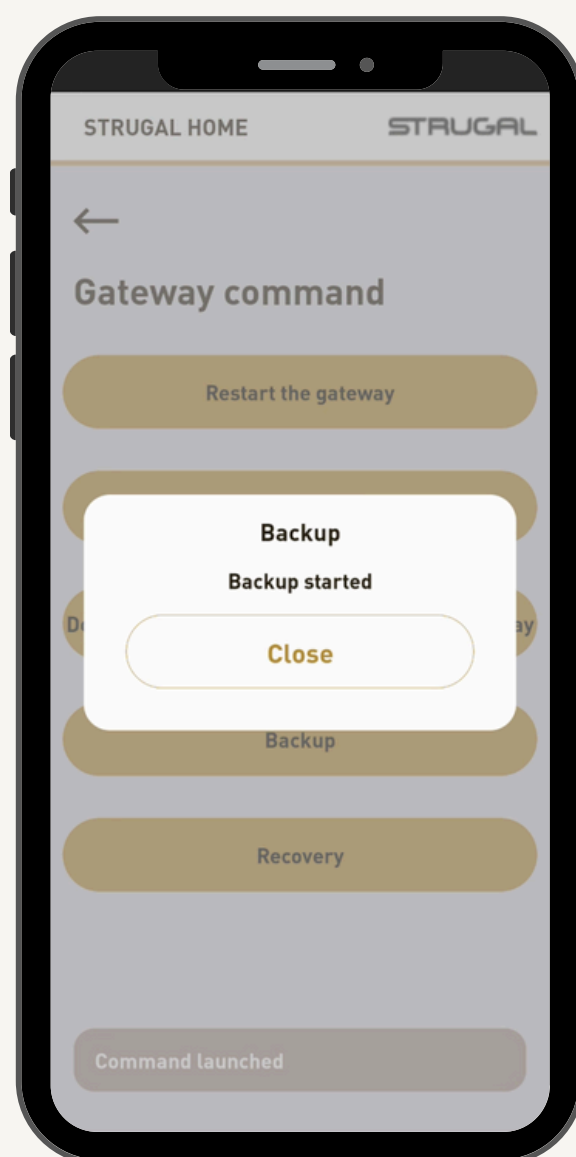 STRUGAL HOME
STRUGAL
Gateway command
Restart the gateway
Backup
Backup started
Close
Backup
Recovery
Command launched